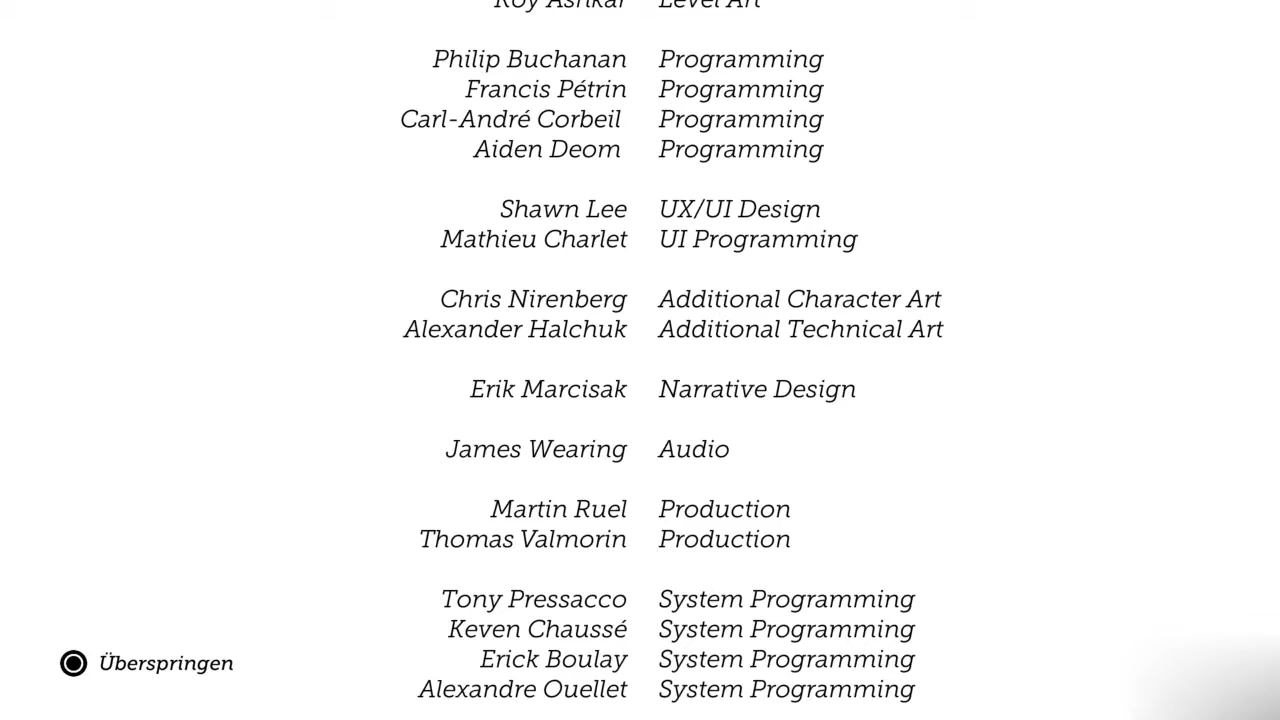 Roy Ashkar Level Art
Philip Buchanan Programming
Francis Pétrin Programming
Carl-André Corbeil Programming
Aiden Deom Programming
Shawn Lee UX/UI Design
Mathieu Charlet UI Programming
Chris Nirenberg Additional Character Art
Alexander Halchuk Additional Technical Art
Erik Marcisak Narrative Design
James Wearing Audio
Martin Ruel Production
Thomas Valmorin Production
Tony Pressacco System Programming
Keven Chaussé System Programming
Erick Boulay System Programming
Alexandre Ouellet System Programming
Überspringen